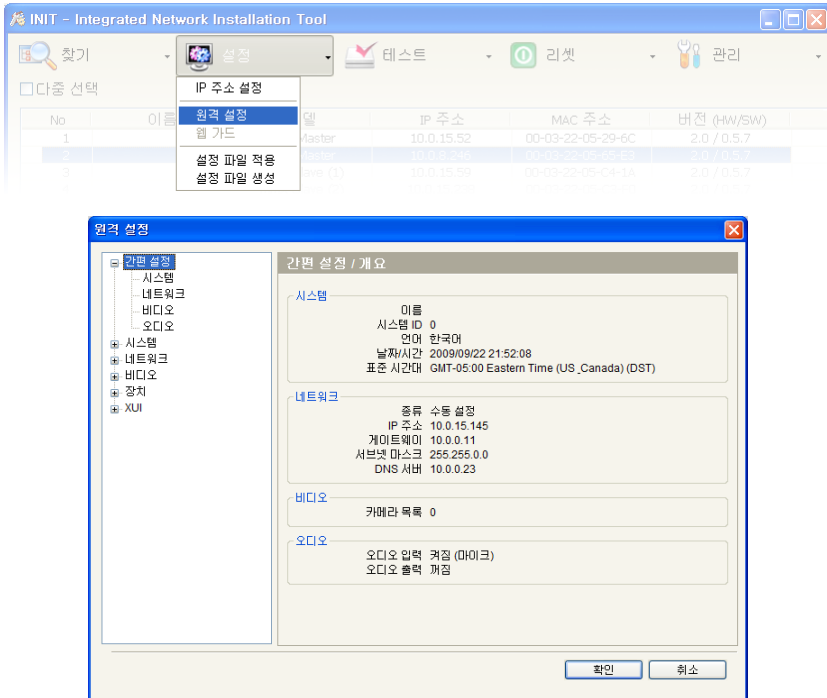 INIT - Integrated Network Installation Tool
찾기 설정 테스트 리셋 관리
다중 선택
IP 주소 설정
원격 설정
웹 가드
설정 파일 적용
설정 파일 생성
No 이름 델 IP 주소 MAC 주소 버전 (HW/SW)
1 Master 10.0.15.52 00-03-22-05-29-6C 2.0 / 0.5.7
2 Master 2.0 / 0.5.7
3 (1) 10.0.15.59 00-03-22-05-C4-1A 2.0 / 0.5.7
원격 설정
간편 설정
시스템
네트워크
비디오
오디오
시스템
네트워크
비디오
장치
XUI
간편 설정 / 개요
시스템
이름
시스템 ID 0
언어 한국어
날짜/시간 2009/09/22 21:52:08
표준 시간대 GMT-05:00 Eastern Time (US _Canada) (DST)
네트워크
종류 수동 설정
IP 주소 10.0.15.145
게이트웨이 10.0.0.11
서브넷 마스크 255.255.0.0
DNS 서버 10.0.0.23
비디오
카메라 목록 0
오디오
오디오 입력 켜짐 (마이크)
오디오 출력 꺼짐
확인 취소